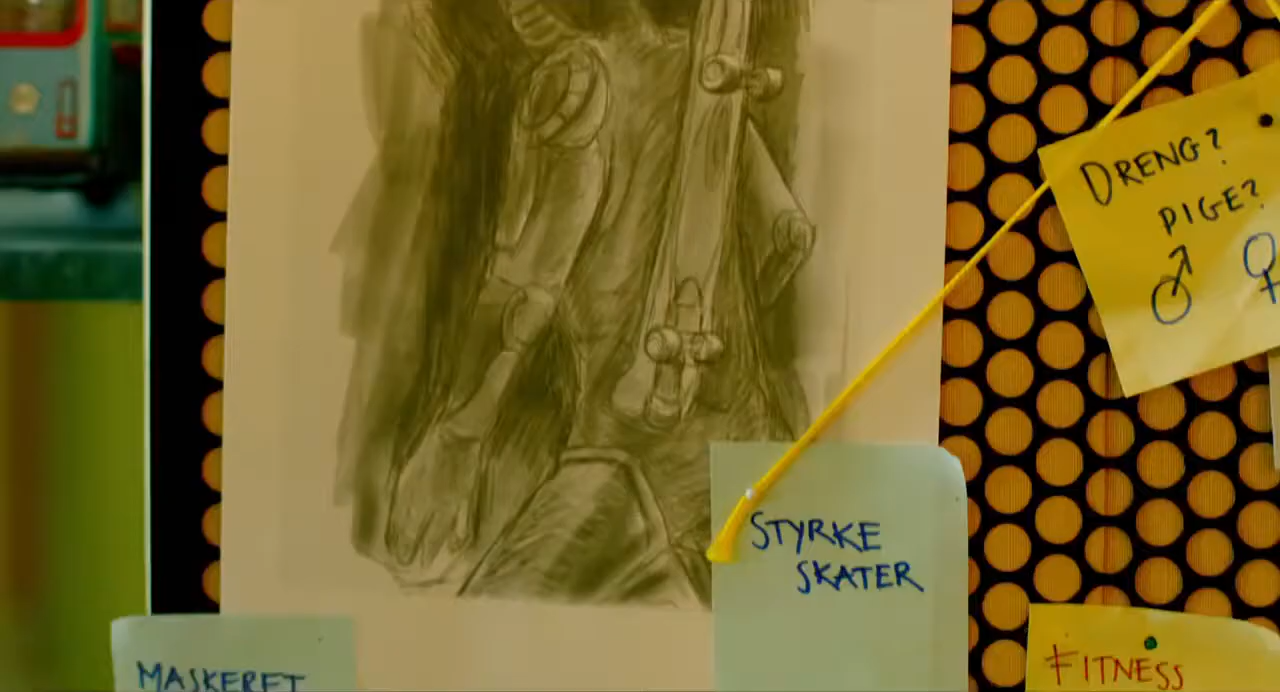 DRENG?
PIGE?
STYRKE
SKATER
MASKERET
FITNESS